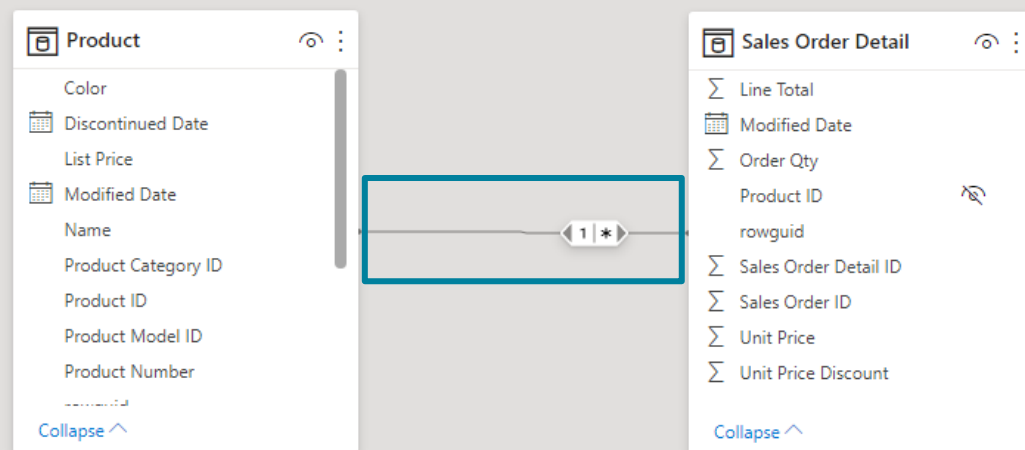 Product
Color
Discontinued Date
List Price
Modified Date
Name
Product Category ID
Product ID
Product Model ID
Product Number
rowguid
Collapse
1 *
Sales Order Detail
Line Total
Modified Date
Order Qty
Product ID
rowguid
Sales Order Detail ID
Sales Order ID
Unit Price
Unit Price Discount
Collapse